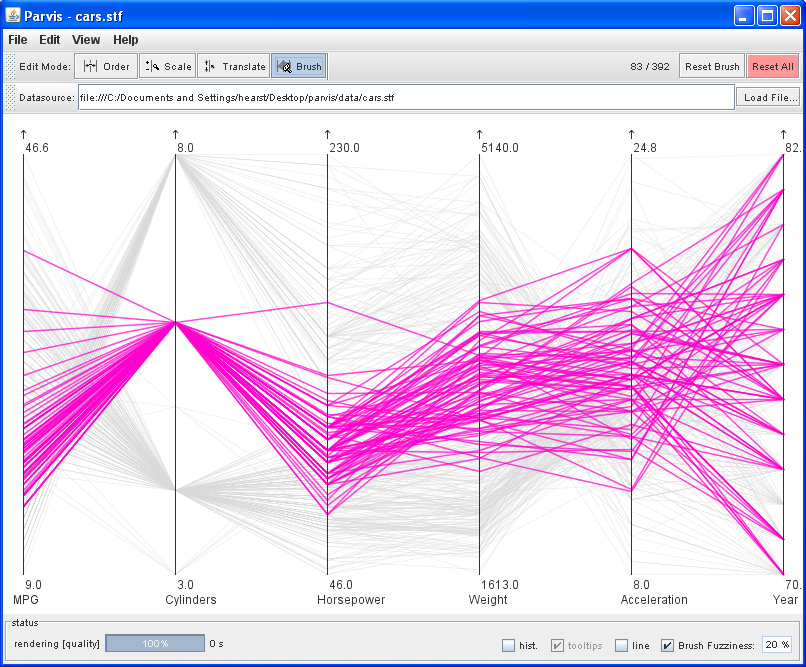 Parvis - cars.stf
File Edit View Help
Edit Mode: Order Scale Translate Brush 83 / 392 Reset Brush Reset All
Datasource: file:///C:/Documents and Settings/hearst/Desktop/parvis/data/cars.stf Load File...
46.6 8.0 230.0 5140.0 24.8 82.
9.0 3.0 46.0 1613.0 8.0 70.
MPG Cylinders Horsepower Weight Acceleration Year
status
rendering [quality] 100% 0 s hist. tooltips line Brush Fuzziness: 20 %